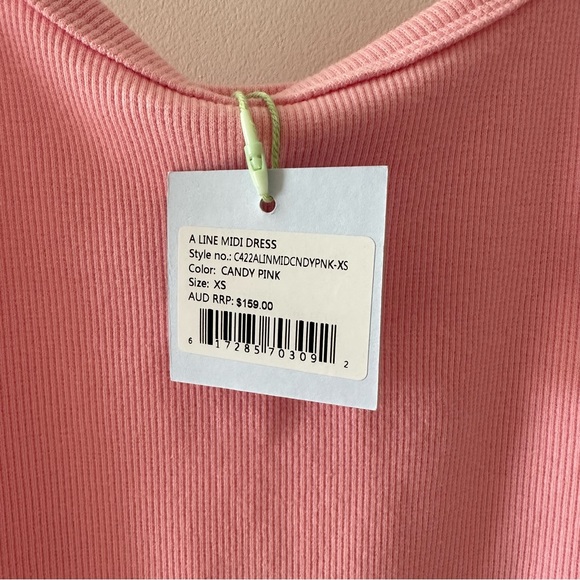 A LINE MIDI DRESS
Style no.: C422ALINMIDCNDYPNK-XS
Color: CANDY PINK
Size: XS
AUD RRP: $159.00
6 17285 70309 2